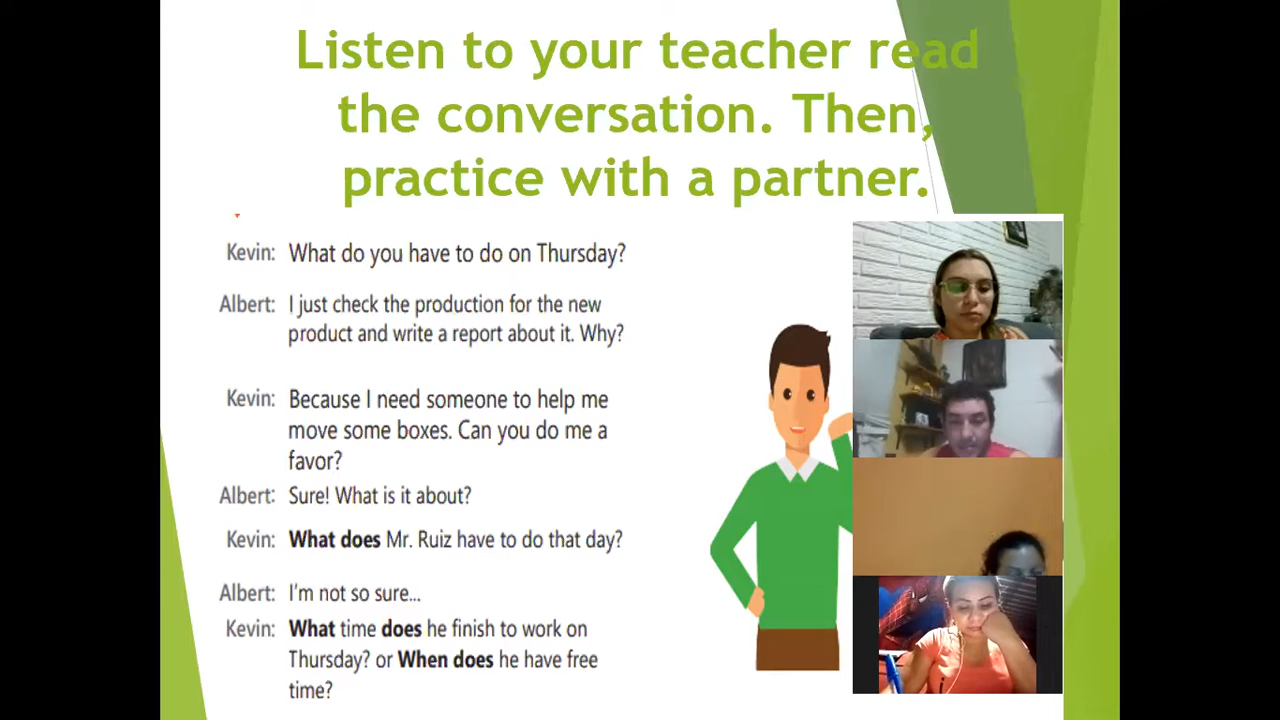 Listen to your teacher read
the conversation. Then,
practice with a partner.
Kevin: What do you have to do on Thursday?
Albert: I just check the production for the new
product and write a report about it. Why?
Kevin: Because I need someone to help me
move some boxes. Can you do me a
favor?
Albert: Sure! What is it about?
Kevin: What does Mr. Ruiz have to do that day?
Albert: I'm not so sure...
Kevin: What time does he finish to work on
Thursday? or When does he have free
time?